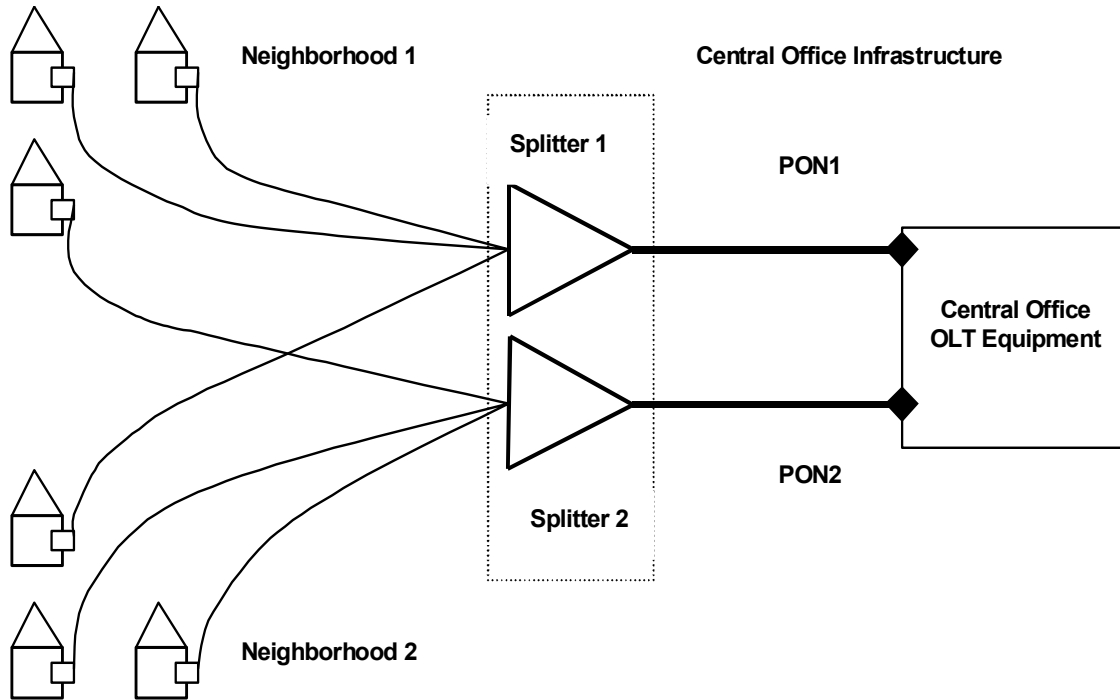 Neighborhood 1
Central Office Infrastructure
Splitter 1
PON1
Central Office
OLT Equipment
PON2
Splitter 2
Neighborhood 2